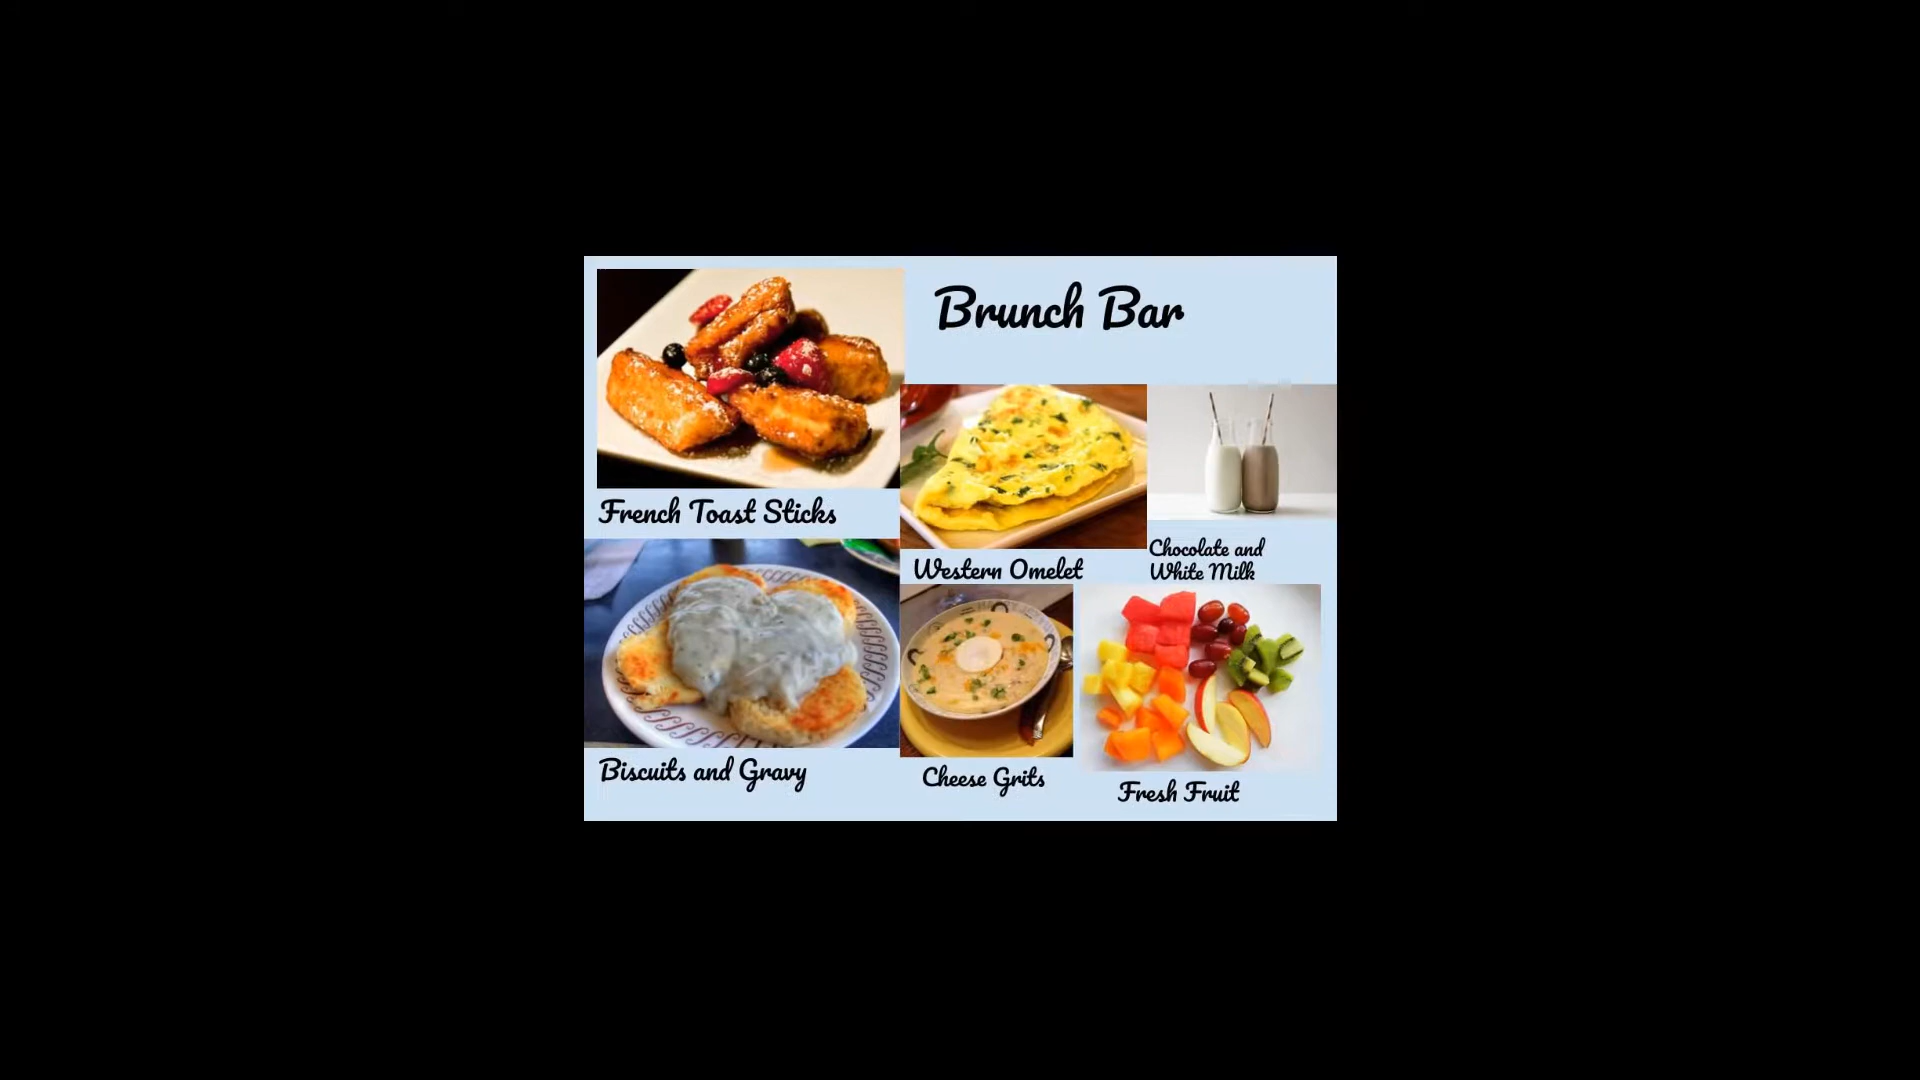 Brunch Bar
French Toast Sticks
Western Omelet
Chocolate and
White Milk
Biscuits and Gravy
Cheese Grits
Fresh Fruit